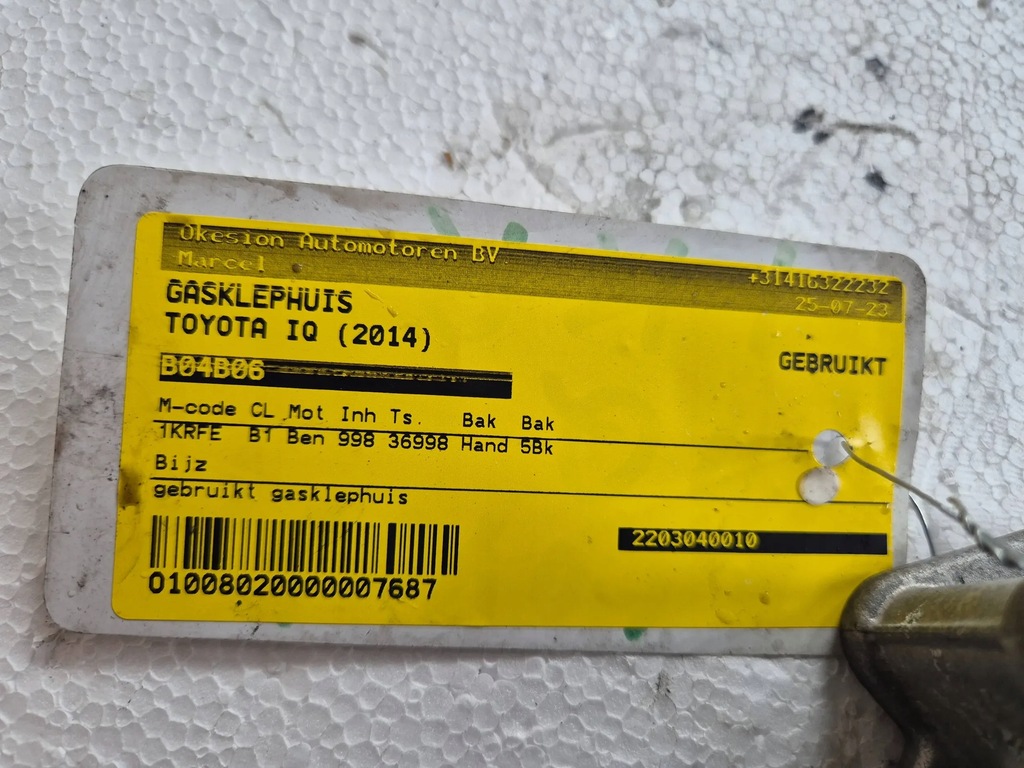 Okesion Automotoren BV
Marcel
+31416322232
25-07-23
GASKLEPHUIS
TOYOTA IQ (2014)
GEBRUIKT
B04B06
M-code CL Mot Inh Ts. Bak Bak
1KRFE B1 Ben 998 36998 Hand 5Bk
Bijz
gebruikt gasklephuis
2203040010
01008020000007687